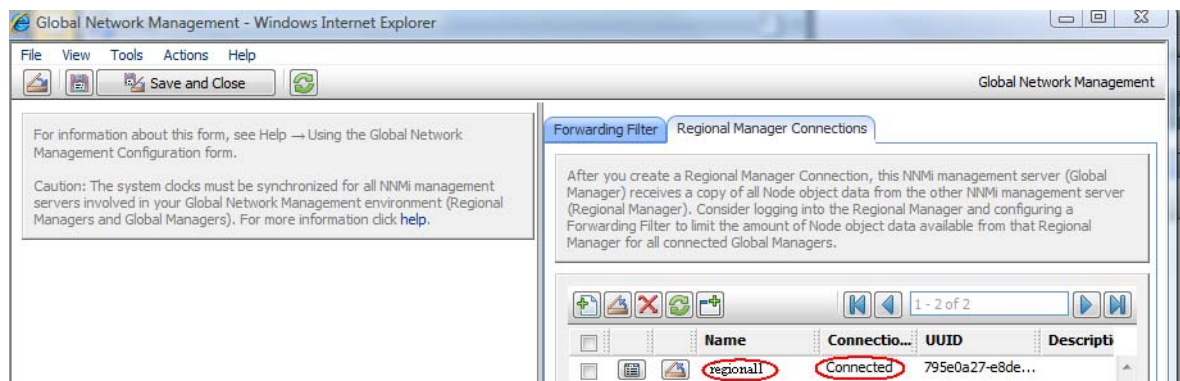 Global Network Management - Windows Internet Explorer
File View Tools Actions Help
Save and Close
Global Network Management
For information about this form, see Help → Using the Global Network
Management Configuration form.
Caution: The system clocks must be synchronized for all NNMi management
servers involved in your Global Network Management environment (Regional
Managers and Global Managers). For more information click help.
Forwarding Filter Regional Manager Connections
After you create a Regional Manager Connection, this NNMi management server (Global
Manager) receives a copy of all Node object data from the other NNMi management server
(Regional Manager). Consider logging into the Regional Manager and configuring a
Forwarding Filter to limit the amount of Node object data available from that Regional
Manager for all connected Global Managers.
1 - 2 of 2
Name Connectio... UUID Descripti
regional1 Connected 795e0a27-e8de...